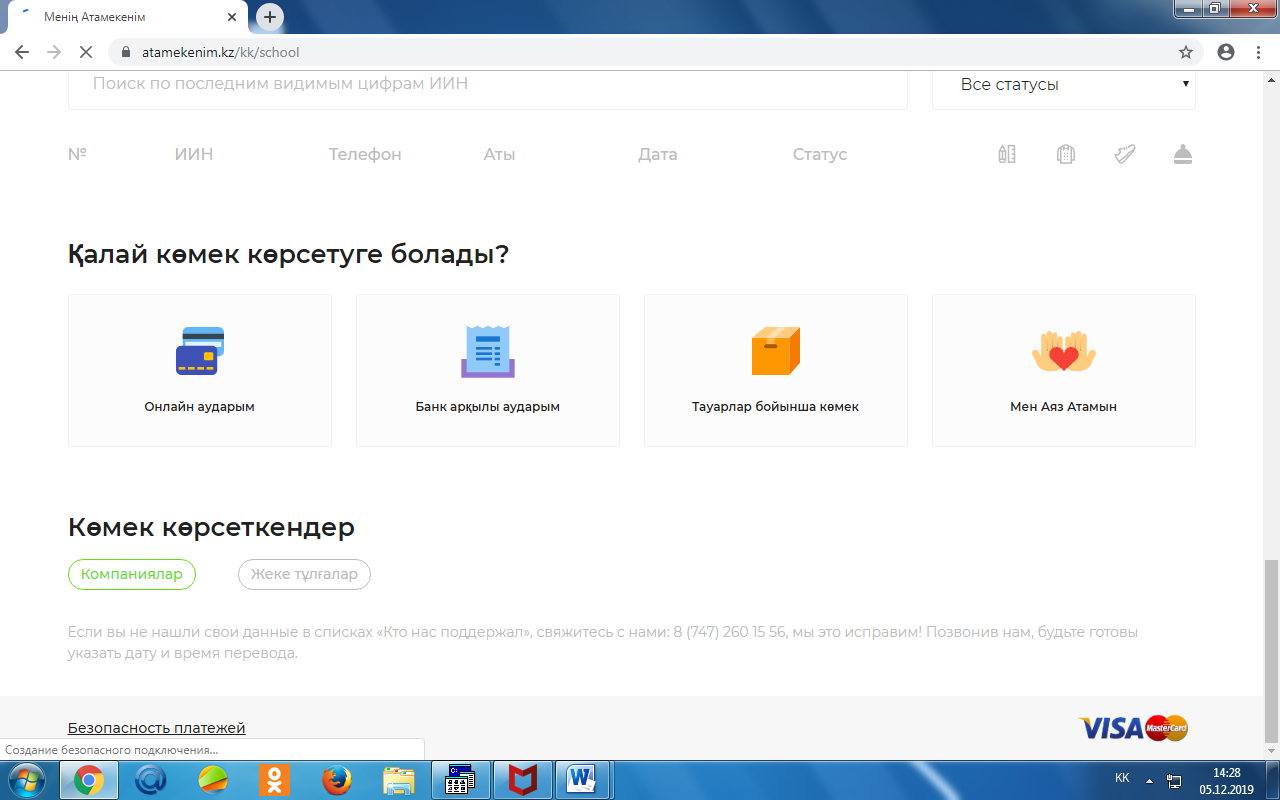 Менің Атамекенім
atamekenim.kz/kk/school
Поиск по последним видимым цифрам ИИН
Все статусы
№ ИИН Телефон Аты Дата Статус
Қалай көмек көрсетуге болады?
Онлайн аударым
Банк арқылы аударым
Тауарлар бойынша көмек
Мен Аяз Атамын
Көмек көрсеткендер
Компаниялар
Жеке тұлғалар
Если вы не нашли свои данные в списках «Кто нас поддержал», свяжитесь с нами: 8 (747) 260 15 56, мы это исправим! Позвонив нам, будьте готовы
указать дату и время перевода.
Безопасность платежей
VISA MasterCard
Создание безопасного подключения...
KK
14:28
05.12.2019